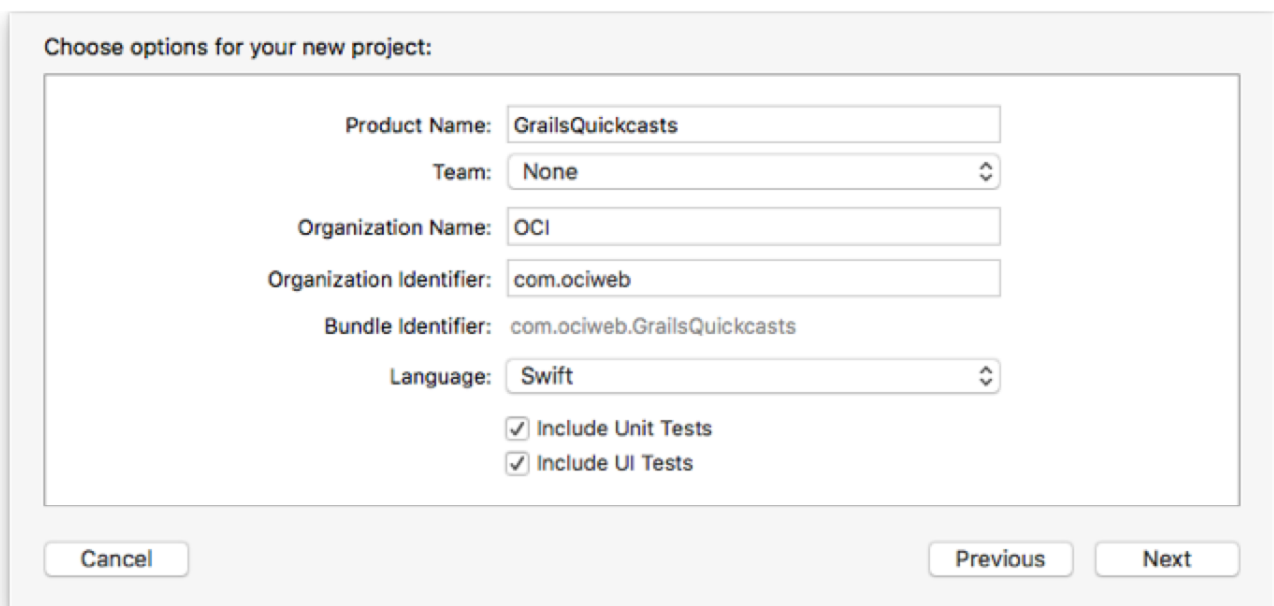 Choose options for your new project:
Product Name: GrailsQuickcasts
Team: None
Organization Name: OCI
Organization Identifier: com.ociweb
Bundle Identifier: com.ociweb.GrailsQuickcasts
Language: Swift
Include Unit Tests
Include UI Tests
Cancel Previous Next